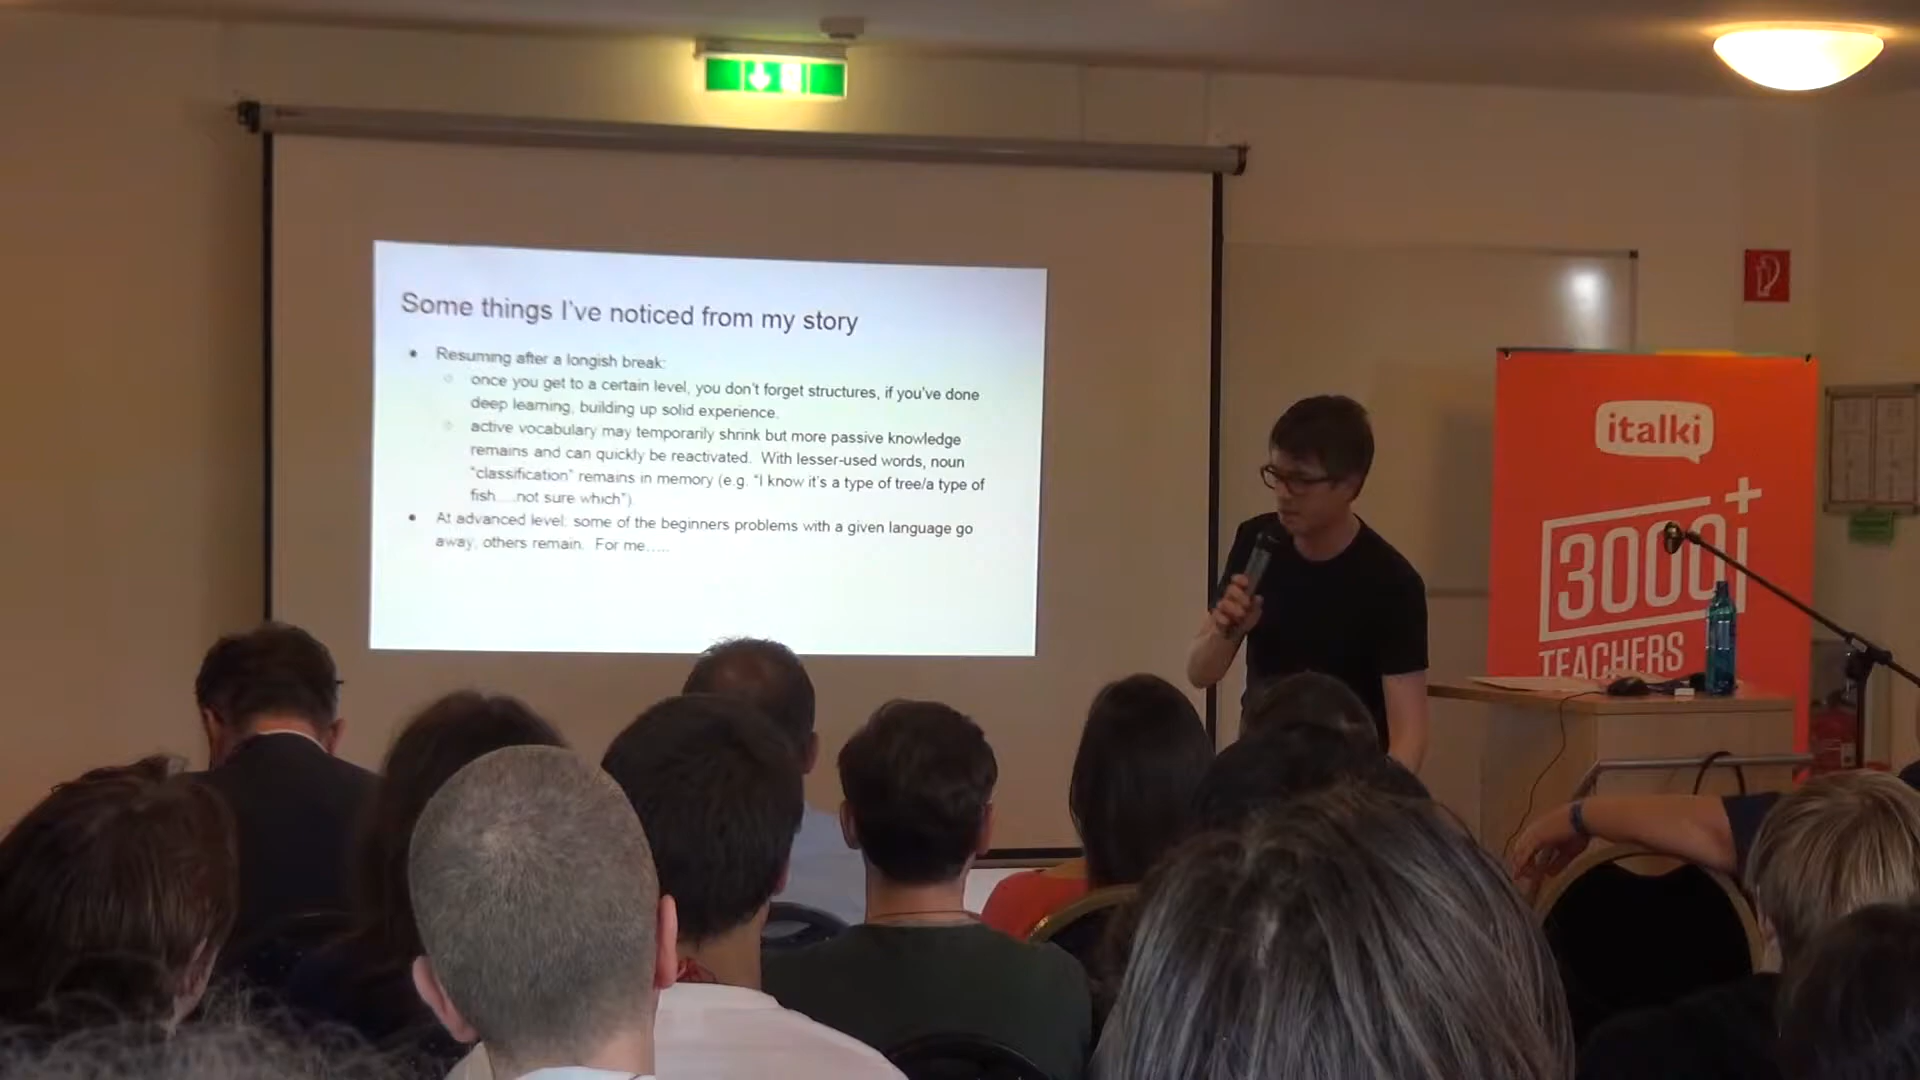 Some things I've noticed from my story
● Resuming after a longish break:
○ once you get to a certain level, you don't forget structures, if you've done
deep learning, building up solid experience.
○ active vocabulary may temporarily shrink but more passive knowledge
remains and can quickly be reactivated. With lesser-used words, noun
"classification" remains in memory (e.g. "I know it's a type of tree/a type of
fish.....not sure which").
● At advanced level: some of the beginners problems with a given language go
away, others remain. For me.....
italki
3000+
TEACHERS